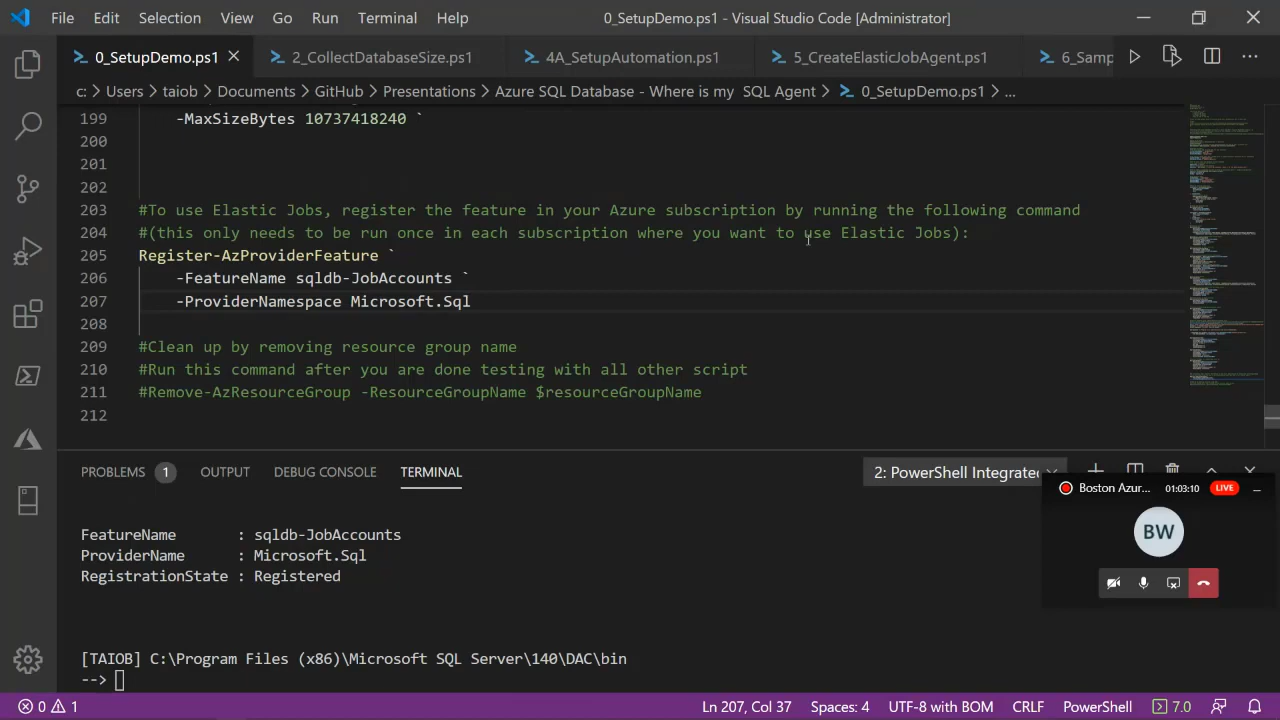 File Edit Selection View Go Run Terminal Help 0_SetupDemo.ps1 - Visual Studio Code [Administrator]
0_SetupDemo.ps1 2_CollectDatabaseSize.ps1 4A_SetupAutomation.ps1 5_CreateElasticJobAgent.ps1 6_Samp
c: > Users > taiob > Documents > GitHub > Presentations > Azure SQL Database - Where is my SQL Agent > 0_SetupDemo.ps1 > ...
199 -MaxSizeBytes 10737418240 `
200
201
202
203 #To use Elastic Jobs, register the feature in your Azure subscription by running the following command
204 #(this only needs to be run once in each subscription where you want to use Elastic Jobs):
205 Register-AzProviderFeature `
206 -FeatureName sqldb-JobAccounts `
207 -ProviderNamespace Microsoft.Sql
208
209 #Clean up by removing resource group name
210 #Run this command after you are done testing with all other script
211 #Remove-AzResourceGroup -ResourceGroupName $resourceGroupName
212
PROBLEMS 1 OUTPUT DEBUG CONSOLE TERMINAL 2: PowerShell Integrated
Boston Azur... 01:03:10 LIVE
BW
FeatureName : sqldb-JobAccounts
ProviderName : Microsoft.Sql
RegistrationState : Registered
[TAIOB] C:\Program Files (x86)\Microsoft SQL Server\140\DAC\bin
-->
0 1 Ln 207, Col 37 Spaces: 4 UTF-8 with BOM CRLF PowerShell 7.0